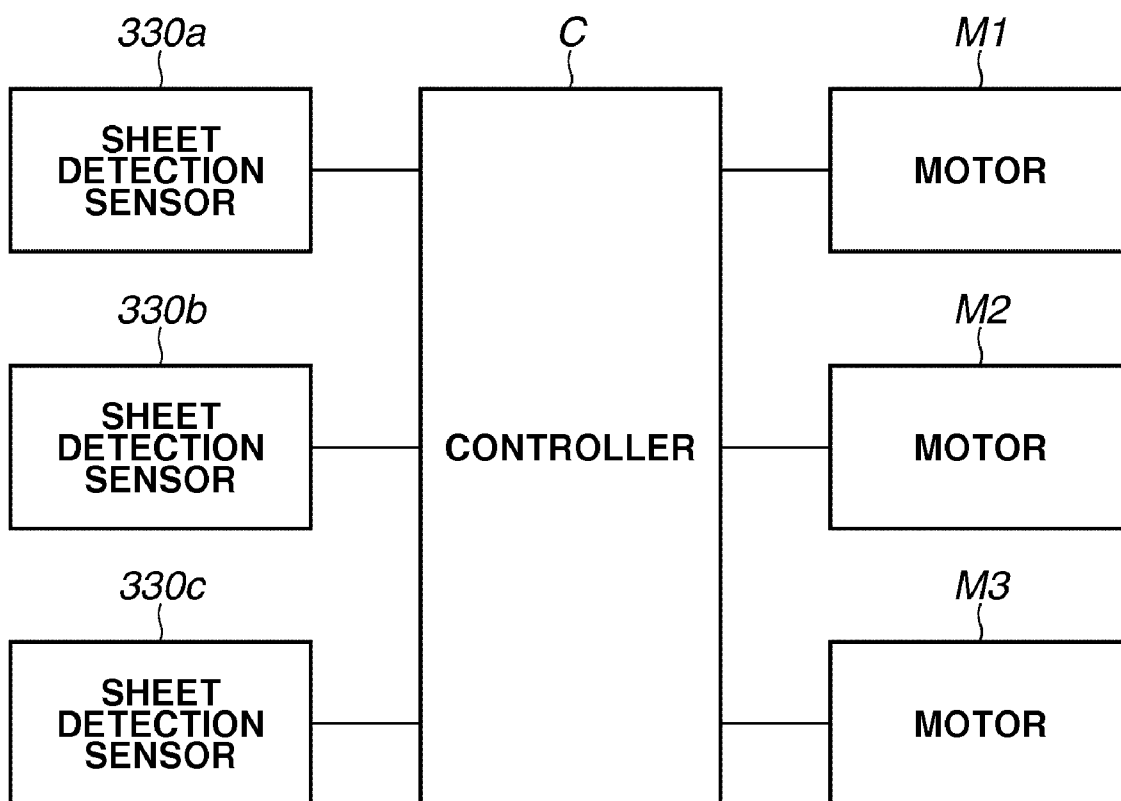 330a
C
M1
SHEET
DETECTION
SENSOR
MOTOR
330b
M2
SHEET
DETECTION
SENSOR
CONTROLLER
MOTOR
330c
M3
SHEET
DETECTION
SENSOR
MOTOR